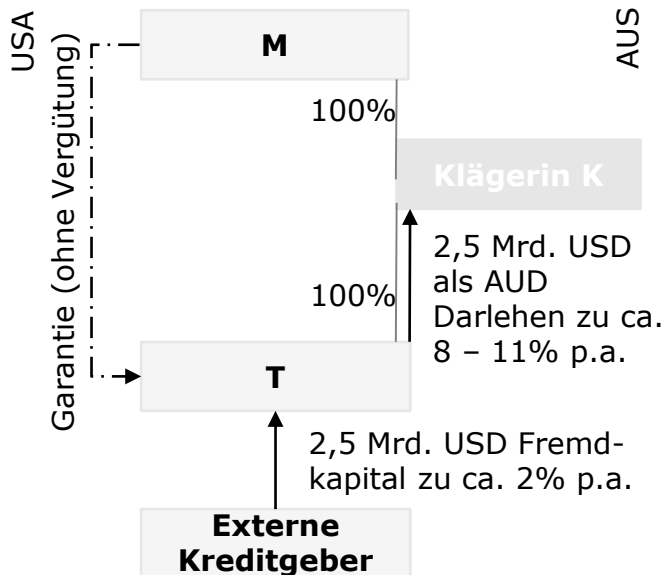 USA
AUS
M
Garantie (ohne Vergütung)
100%
Klägerin K
2,5 Mrd. USD
als AUD
Darlehen zu ca.
8 – 11% p.a.
100%
T
2,5 Mrd. USD Fremd-
kapital zu ca. 2% p.a.
Externe
Kreditgeber